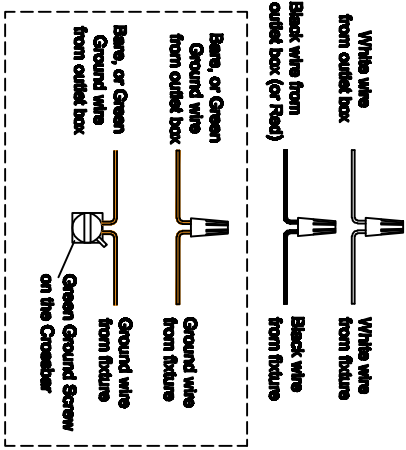 White wire
from outlet box
White wire
from fixture
Black wire from
outlet box (or Red)
Black wire
from fixture
Bare, or Green
Ground wire
from outlet box
Ground wire
from fixture
Bare, or Green
Ground wire
from outlet box
Ground wire
from fixture
Green Ground Screw
on the Crossbar